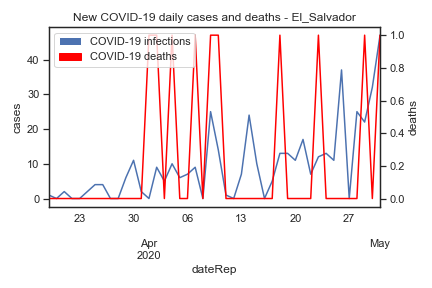 New COVID-19 daily cases and deaths - El_Salvador
COVID-19 infections
COVID-19 deaths
cases
40
30
20
10
0
deaths
1.0
0.8
0.6
0.4
0.2
0.0
23 30 06 13 20 27
Apr May
2020
dateRep